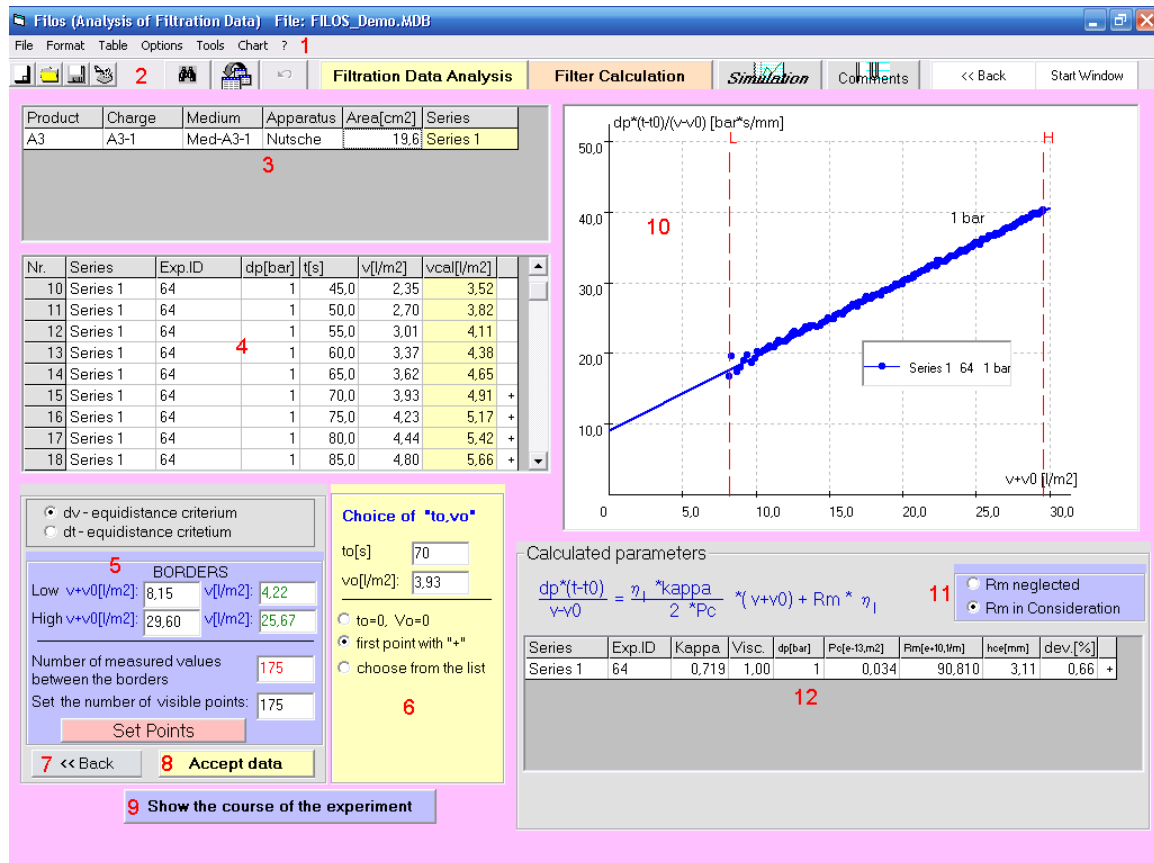 Filos (Analysis of Filtration Data) File: FILOS_Demo.MDB
File Format Table Options Tools Chart ? 1
2 Filtration Data Analysis Filter Calculation Simulation Comments << Back Start Window
Product Charge Medium Apparatus Area[cm2] Series
A3 A3-1 Med-A3-1 Nutsche 19,6 Series 1
3
Nr. Series Exp.ID dp[bar] t[s] v[l/m2] vcal[l/m2]
10 Series 1 64 1 45,0 2,35 3,52
11 Series 1 64 1 50,0 2,70 3,82
12 Series 1 64 1 55,0 3,01 4,11
13 Series 1 64 1 60,0 3,37 4,38
14 Series 1 64 1 65,0 3,62 4,65
15 Series 1 64 1 70,0 3,93 4,91 +
16 Series 1 64 1 75,0 4,23 5,17 +
17 Series 1 64 1 80,0 4,44 5,42 +
18 Series 1 64 1 85,0 4,80 5,66 +
4
dp*(t-t0)/(v-v0) [bar*s/mm]
L H
50,0
40,0
30,0
20,0
10,0
10
1 bar
Series 1 64 1 bar
v+v0 [l/m2]
0 5,0 10,0 15,0 20,0 25,0 30,0
dv - equidistance criterium
dt - equidistance critetium
5
BORDERS
Low v+v0[l/m2]: 8,15 v[l/m2]: 4,22
High v+v0[l/m2]: 29,60 v[l/m2]: 25,67
Number of measured values
between the borders 175
Set the number of visible points: 175
Set Points
7 << Back 8 Accept data
9 Show the course of the experiment
Choice of "to,vo"
to[s] 70
vo[l/m2]: 3,93
to=0, Vo=0
first point with "+"
choose from the list
6
Calculated parameters
dp*(t-t0) / v-v0 = η l *kappa / 2 *Pc *( v+v0) + Rm * η l
11 Rm neglected
Rm in Consideration
Series Exp.ID Kappa Visc. dp[bar] Pc[e-13,m2] Rm[e+10,1/m] hce[mm] dev.[%]
Series 1 64 0,719 1,00 1 0,034 90,810 3,11 0,66 +
12